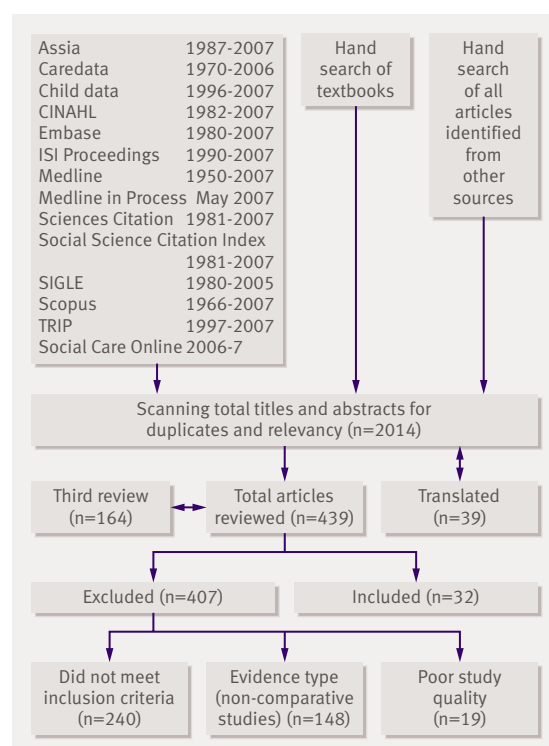 Assia 1987-2007
Caredata 1970-2006
Child data 1996-2007
CINAHL 1982-2007
Embase 1980-2007
ISI Proceedings 1990-2007
Medline 1950-2007
Medline in Process May 2007
Sciences Citation 1981-2007
Social Science Citation Index
1981-2007
SIGLE 1980-2005
Scopus 1966-2007
TRIP 1997-2007
Social Care Online 2006-7
Hand
search of
textbooks
Hand
search
of all
articles
identified
from
other
sources
Scanning total titles and abstracts for
duplicates and relevancy (n=2014)
Third review
(n=164)
Total articles
reviewed (n=439)
Translated
(n=39)
Excluded (n=407)
Included (n=32)
Did not meet
inclusion criteria
(n=240)
Evidence type
(non-comparative
studies) (n=148)
Poor study
quality
(n=19)